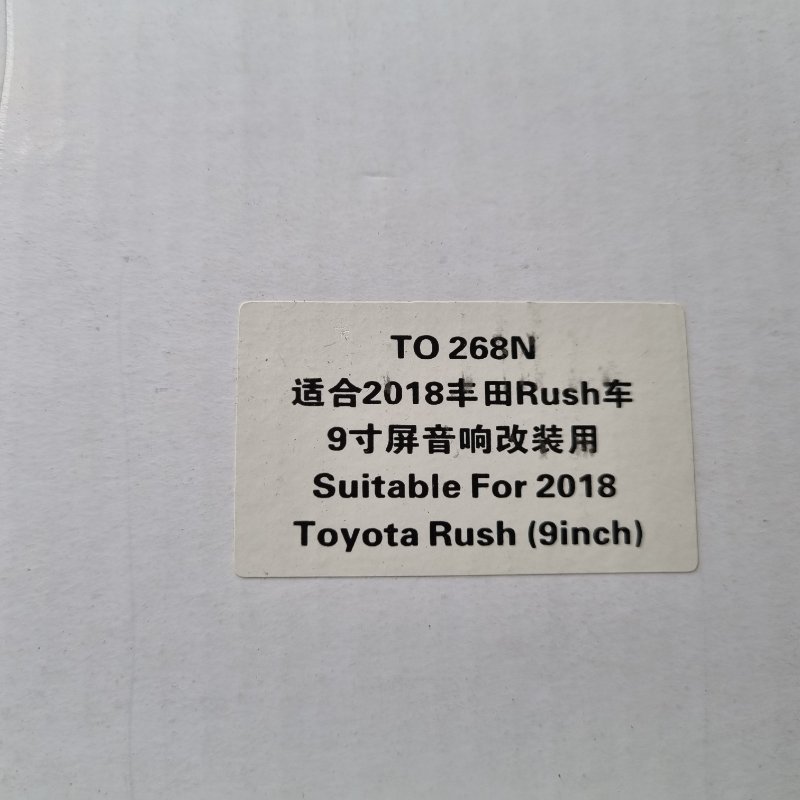 TO 268N
适合2018丰田Rush车
9寸屏音响改装用
Suitable For 2018
Toyota Rush (9inch)